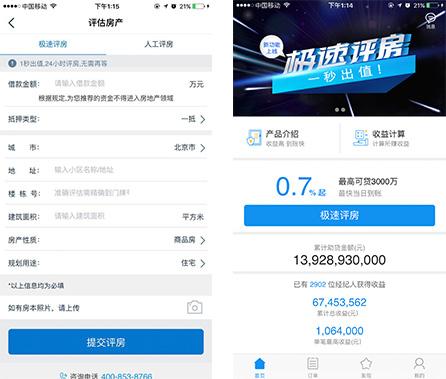 中国移动 下午1:15
评估房产
极速评房 人工评房
1秒出值,24小时评房,无需再等
借款金额: 请输入借款金额 万元
根据规定,为您推荐的资金不得进入房地产领域
抵押类型: 一抵
城 市: 北京市
地 址: 输入小区名称/地址
楼 栋 号: 准确评估需精确到门牌号
建筑面积: 请输入建筑面积 平方米
房产性质: 商品房
规划用途: 住宅
*以上信息均为必填
如有房本照片，请上传
提交评房
咨询电话 400-853-8766
中国移动 下午1:14
消息
新功能
上线
极速评房
一秒出值!
产品介绍
收益高 到账快
收益计算
计算所赚收益
0.7%起
最高可贷3000万
最快当日到账
极速评房
累计助贷金额(元)
13,928,930,000
已有 2902 位经纪人获得收益
67,453,562
累计总收益(元)
1,064,000
单笔最高收益(元)
首页 订单 发现 我的